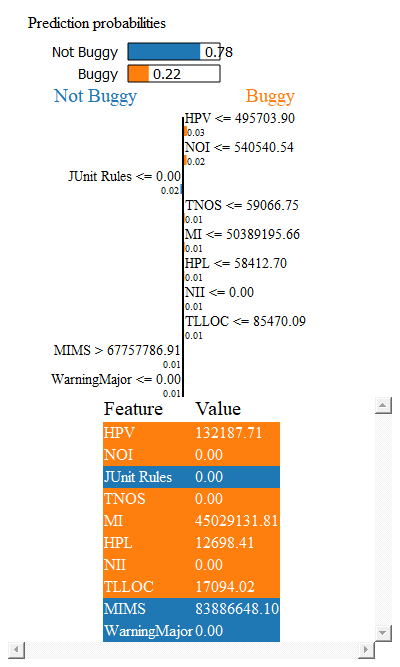 Prediction probabilities
Not Buggy 0.78
Buggy 0.22
Not Buggy Buggy
HPV <= 495703.90
0.03
NOI <= 540540.54
0.02
JUnit Rules <= 0.00
0.02
TNOS <= 59066.75
0.01
MI <= 50389195.66
0.01
HPL <= 58412.70
0.01
NII <= 0.00
0.01
TLLOC <= 85470.09
0.01
MIMS > 67757786.91
0.01
WarningMajor <= 0.00
0.01
Feature Value
HPV 132187.71
NOI 0.00
JUnit Rules 0.00
TNOS 0.00
MI 45029131.81
HPL 12698.41
NII 0.00
TLLOC 17094.02
MIMS 83886648.10
WarningMajor 0.00